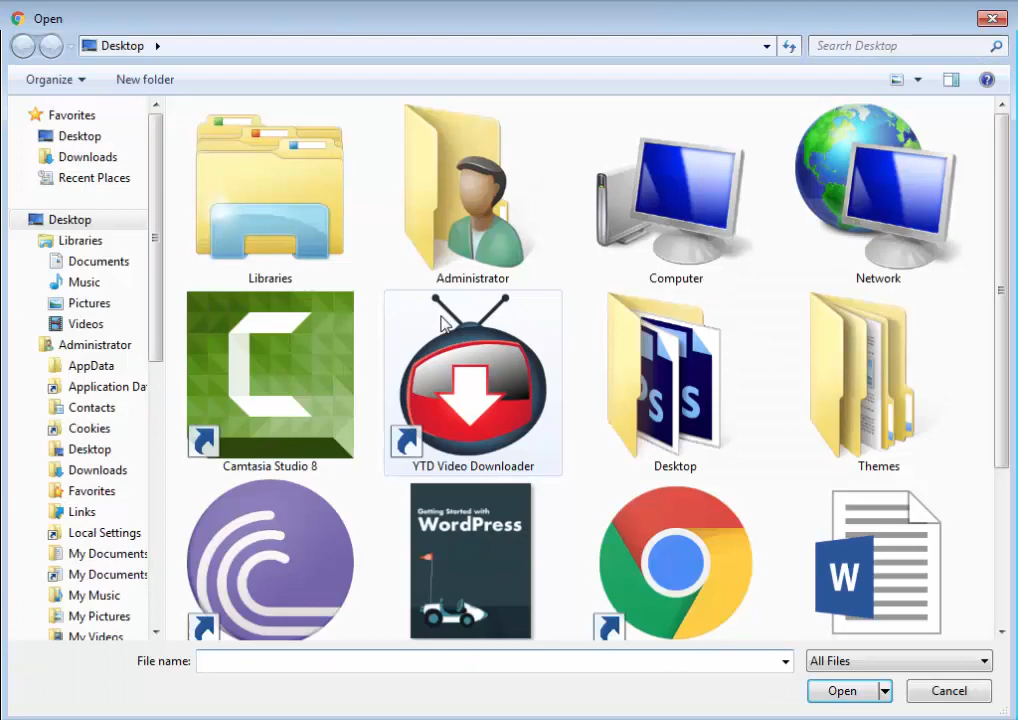 Open
Desktop
Search Desktop
Organize
New folder
Favorites
Desktop
Downloads
Recent Places
Desktop
Libraries
Documents
Music
Pictures
Videos
Administrator
AppData
Application Da
Contacts
Cookies
Desktop
Downloads
Favorites
Links
Local Settings
My Documents
My Documents
My Music
My Pictures
My Videos
Libraries
Administrator
Computer
Network
Camtasia Studio 8
YTD Video Downloader
Desktop
Themes
Getting Started with
WordPress
W
File name:
All Files
Open
Cancel